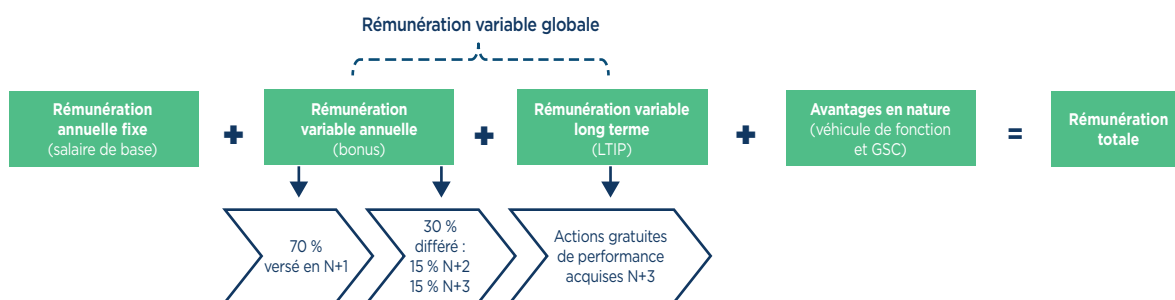 Rémunération variable globale
Rémunération
annuelle fixe
(salaire de base)
+
Rémunération
variable annuelle
(bonus)
+
Rémunération variable
long terme
(LTIP)
+
Avantages en nature
(véhicule de fonction
et GSC)
=
Rémunération
totale
70 %
versé en N+1
30 %
différé :
15 % N+2
15 % N+3
Actions gratuites
de performance
acquises N+3